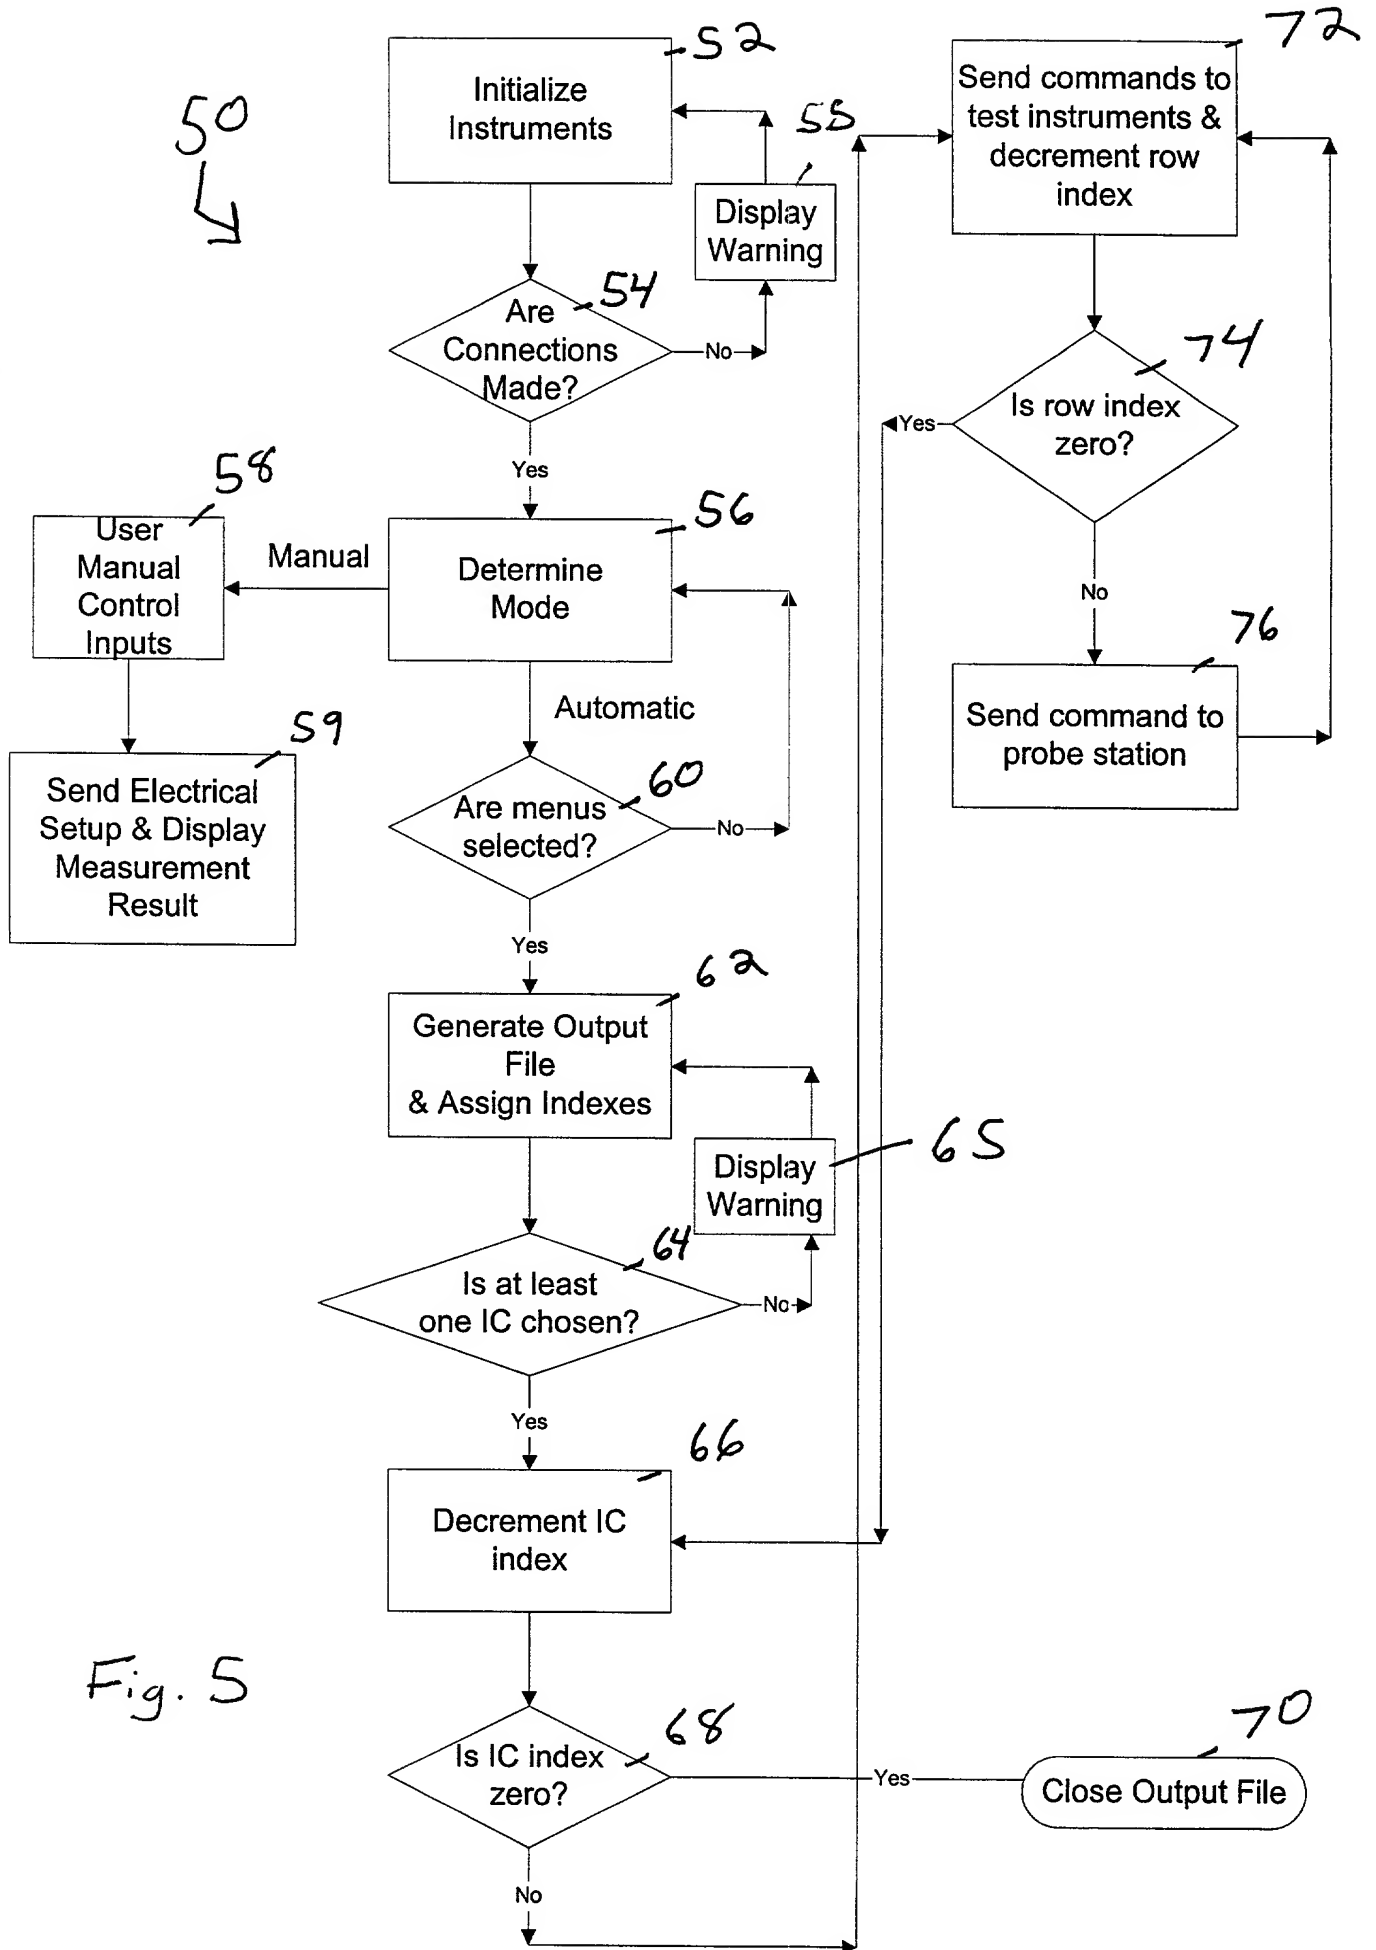 50
52
Initialize
Instruments
55
Display
Warning
54
Are
Connections
Made?
No
Yes
56
Determine
Mode
Manual
58
User
Manual
Control
Inputs
59
Send Electrical
Setup & Display
Measurement
Result
Automatic
60
Are menus
selected?
No
Yes
62
Generate Output
File
& Assign Indexes
65
Display
Warning
64
Is at least
one IC chosen?
No
Yes
66
Decrement IC
index
68
Is IC index
zero?
Yes
70
Close Output File
No
72
Send commands to
test instruments &
decrement row
index
74
Is row index
zero?
Yes
No
76
Send command to
probe station
Fig. 5